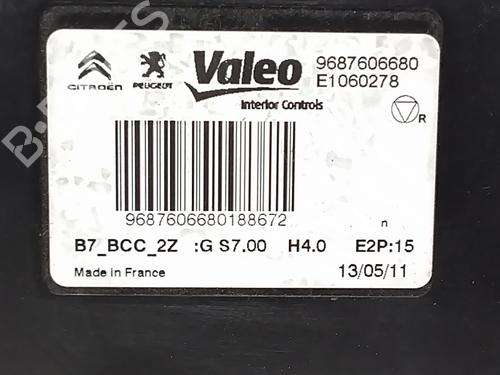 CITROËN PEUGEOT Valeo 9687606680
E1060278
Interior Controls
R
9687606680188672
n
B7_BCC_2Z :G S7.00 H4.0 E2P:15
Made in France 13/05/11